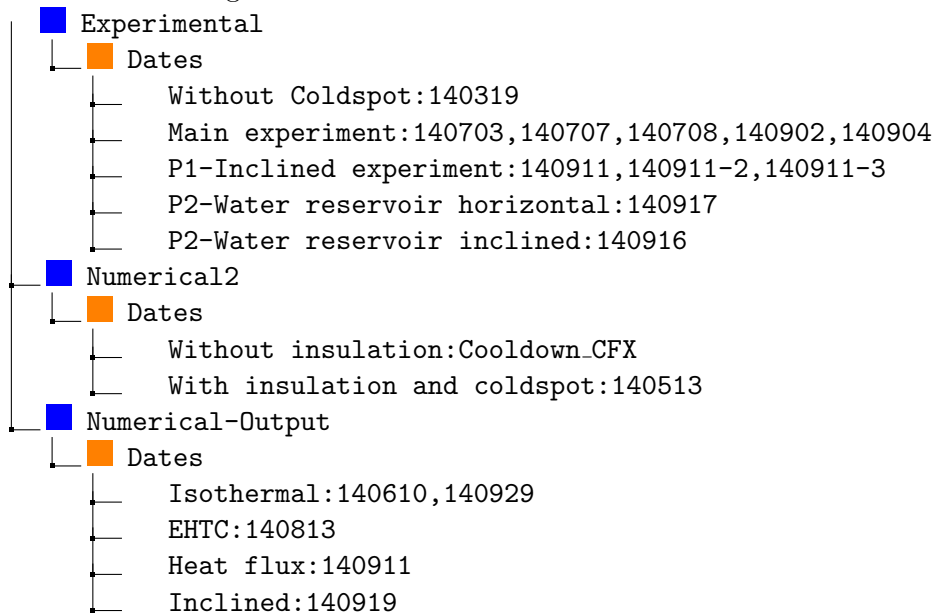 Experimental
Dates
Without Coldspot:140319
Main experiment:140703,140707,140708,140902,140904
P1-Inclined experiment:140911,140911-2,140911-3
P2-Water reservoir horizontal:140917
P2-Water reservoir inclined:140916
Numerical2
Dates
Without insulation:Cooldown_CFX
With insulation and coldspot:140513
Numerical-Output
Dates
Isothermal:140610,140929
EHTC:140813
Heat flux:140911
Inclined:140919